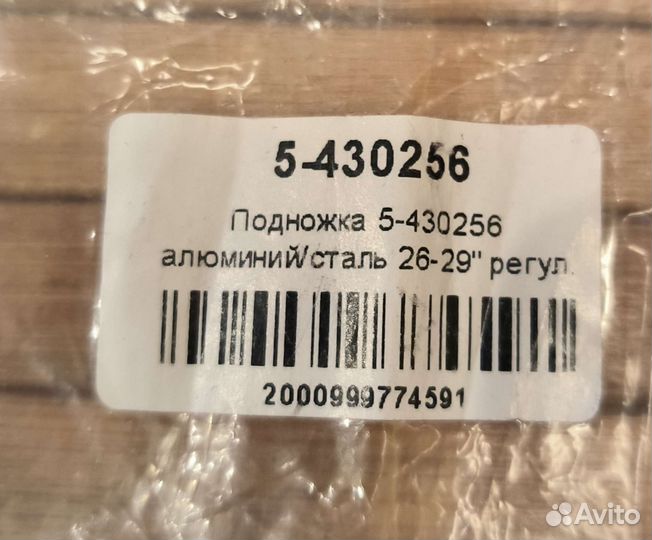 5-430256
Подножка 5-430256
алюминий/сталь 26-29" регул.
2000999774591
Avito